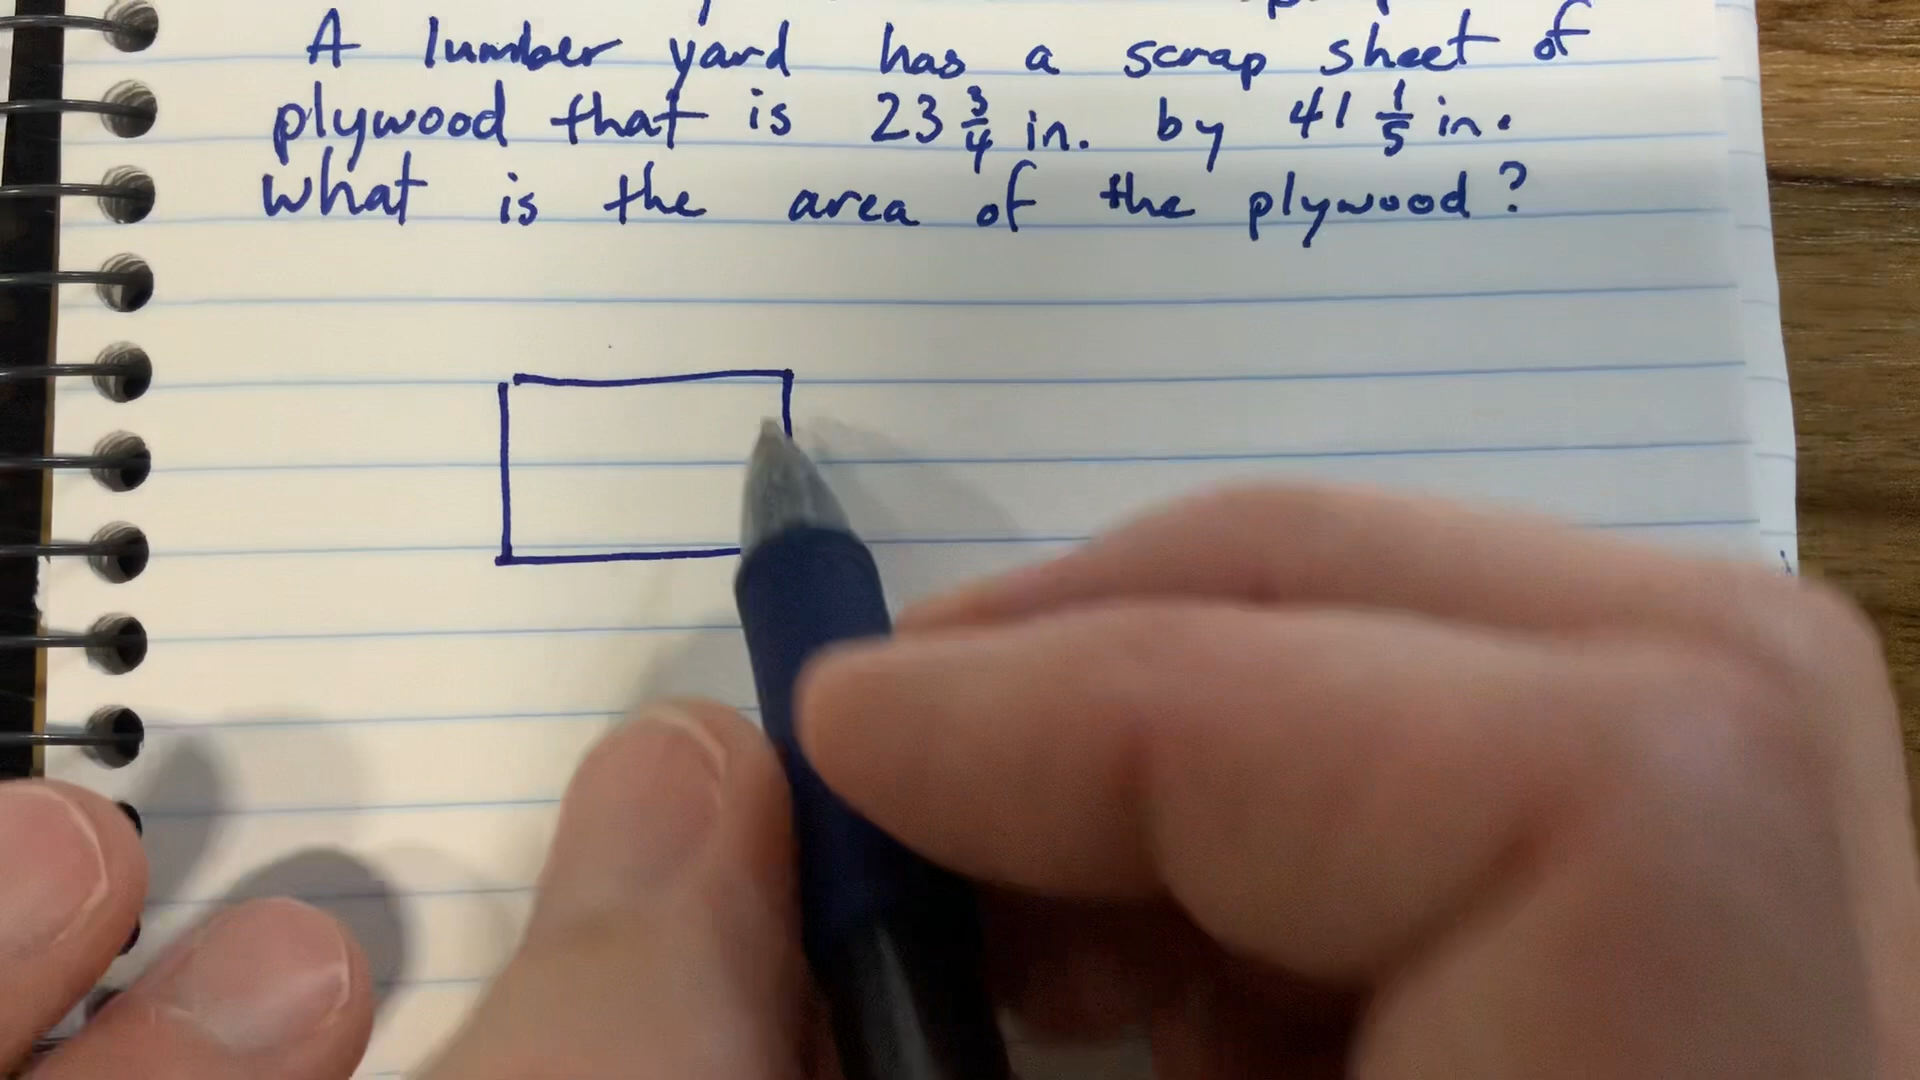 A lumber yard has a scrap sheet of
plywood that is 23 3/4 in. by 41 1/5 in.
What is the area of the plywood?